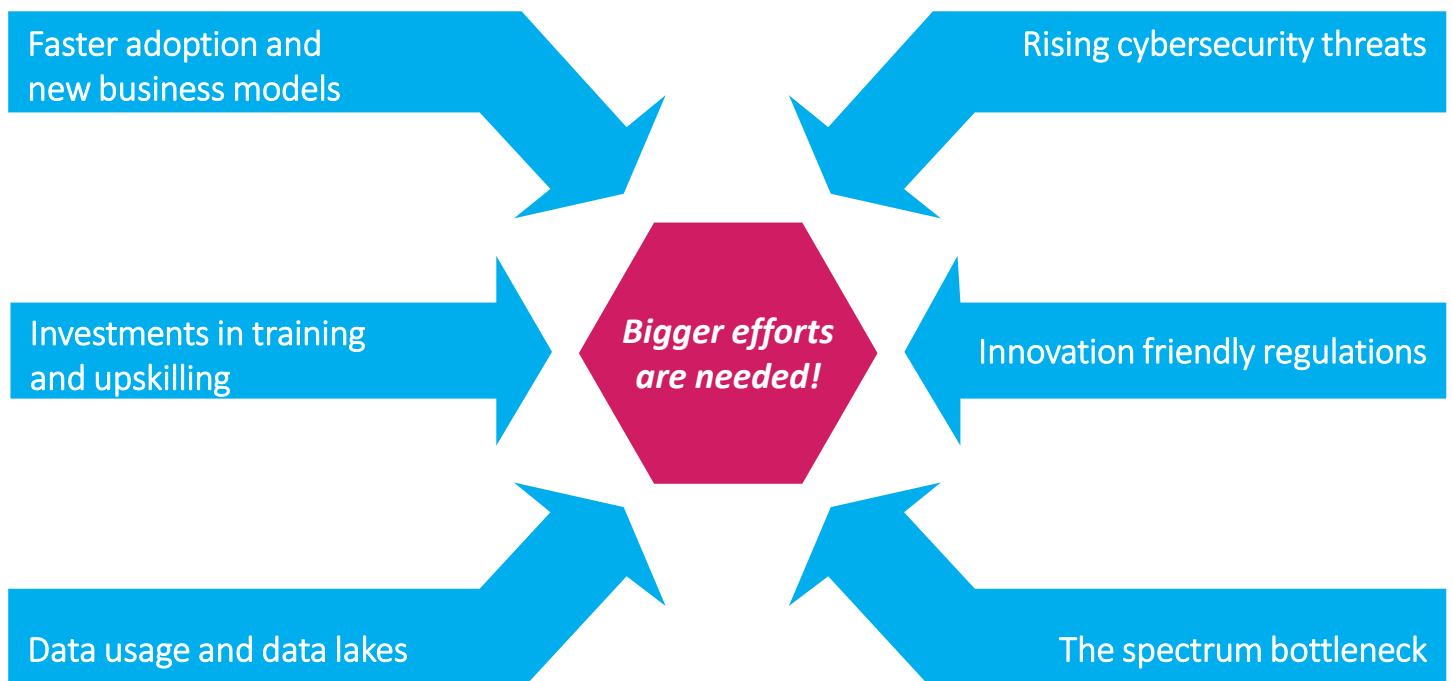 Faster adoption and
new business models
Rising cybersecurity threats
Investments in training
and upskilling
Bigger efforts
are needed!
Innovation friendly regulations
Data usage and data lakes
The spectrum bottleneck